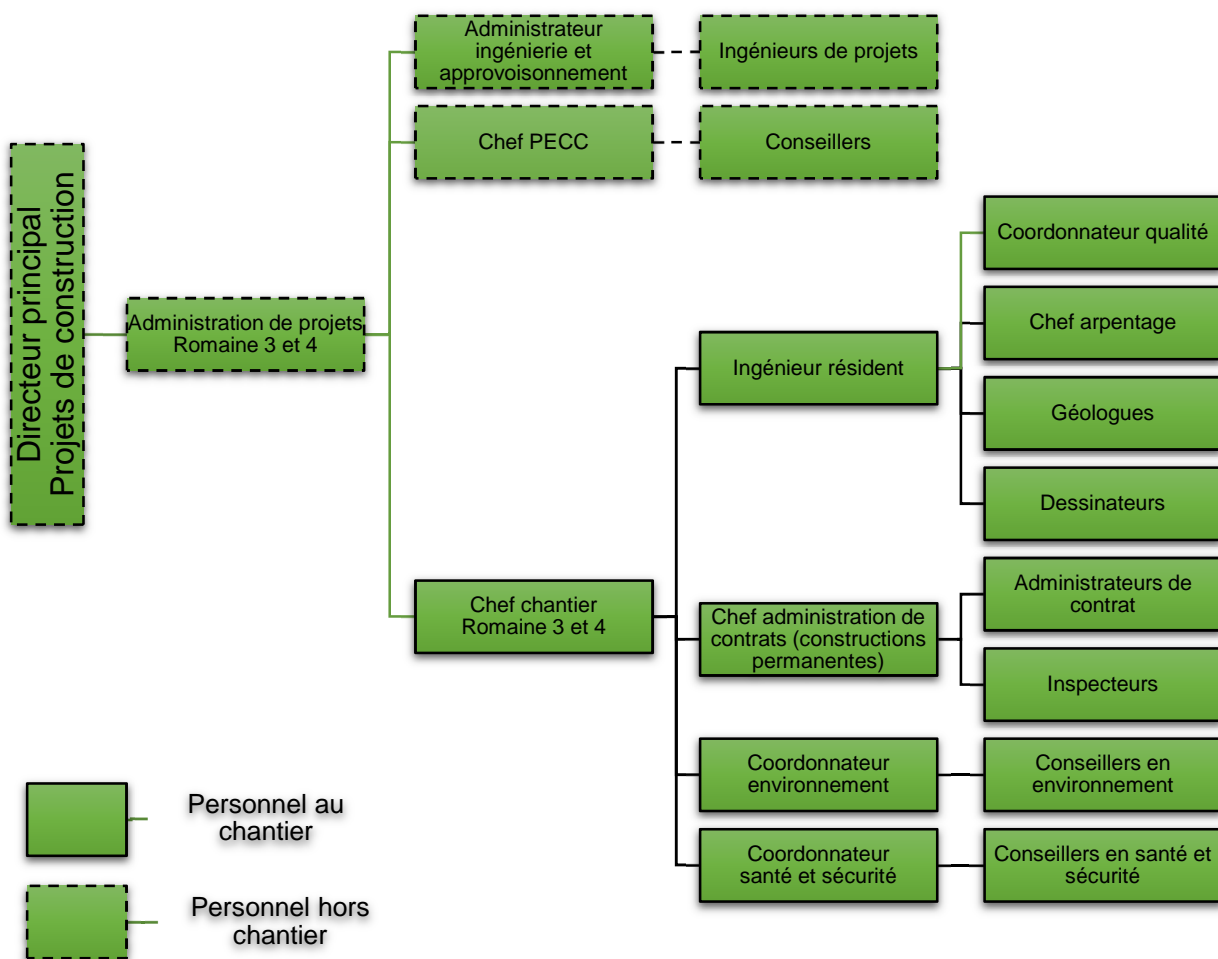 Administrateur
ingénierie et
approvoisonnement
Ingénieurs de projets
Chef PECC
Conseillers
Directeur principal
Projets de construction
Administration de projets
Romaine 3 et 4
Coordonnateur qualité
Chef arpentage
Ingénieur résident
Géologues
Dessinateurs
Chef chantier
Romaine 3 et 4
Chef administration de
contrats (constructions
permanentes)
Administrateurs de
contrat
Inspecteurs
Coordonnateur
environnement
Conseillers en
environnement
Coordonnateur
santé et sécurité
Conseillers en santé et
sécurité
Personnel au
chantier
Personnel hors
chantier